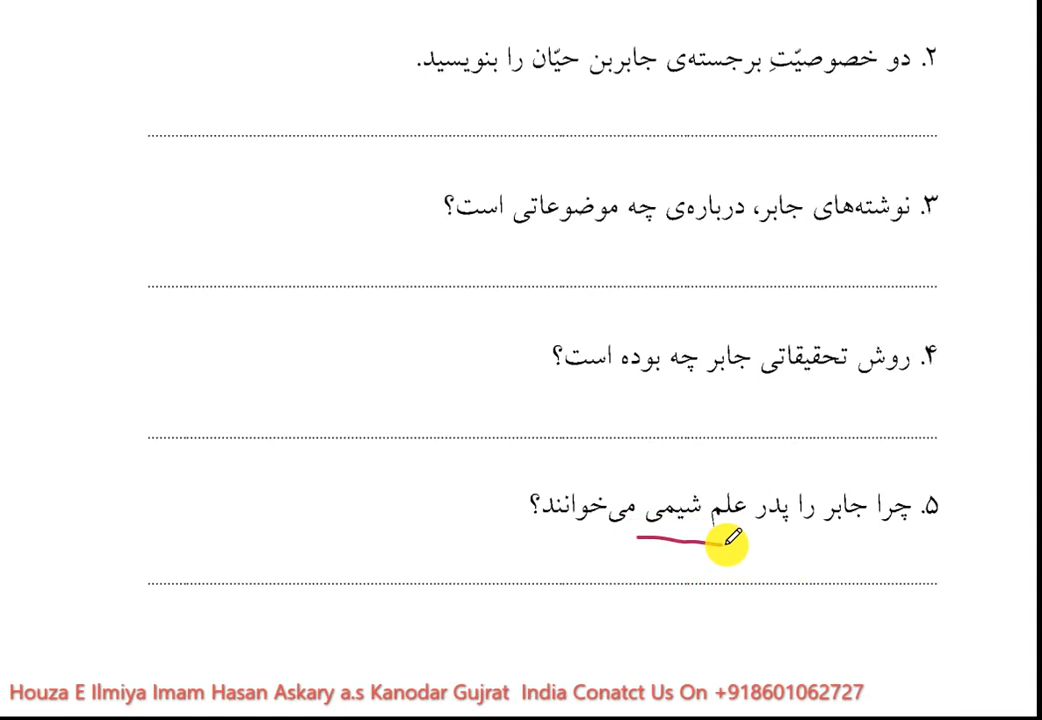 ۲. دو خصوصیّتِ برجسته‌ی جابربن حیّان را بنویسید.
۳. نوشته‌های جابر، درباره‌ی چه موضوعاتی است؟
۴. روش تحقیقاتی جابر چه بوده است؟
۵. چرا جابر را پدر علم شیمی می‌خوانند؟
Houza E Ilmiya Imam Hasan Askary a.s Kanodar Gujrat India Conatct Us On +918601062727